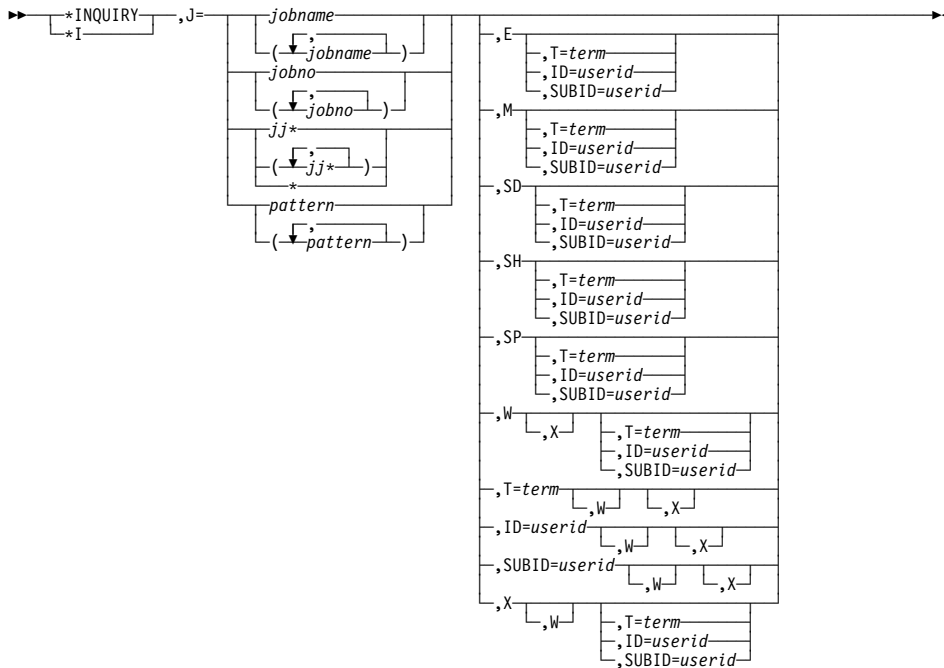 *INQUIRY ,J= jobname
*I , ,E
( jobname ) ,T=term
jobno ,ID=userid
, ,SUBID=userid
( jobno ) ,M
jj* ,T=term
, ,ID=userid
( jj* ) ,SUBID=userid
* ,SD
pattern ,T=term
, ,ID=userid
( pattern ) ,SUBID=userid
,SH
,T=term
,ID=userid
,SUBID=userid
,SP
,T=term
,ID=userid
,SUBID=userid
,W
,X ,T=term
,ID=userid
,SUBID=userid
,T=term
,W ,X
,ID=userid
,W ,X
,SUBID=userid
,W ,X
,X
,W ,T=term
,ID=userid
,SUBID=userid